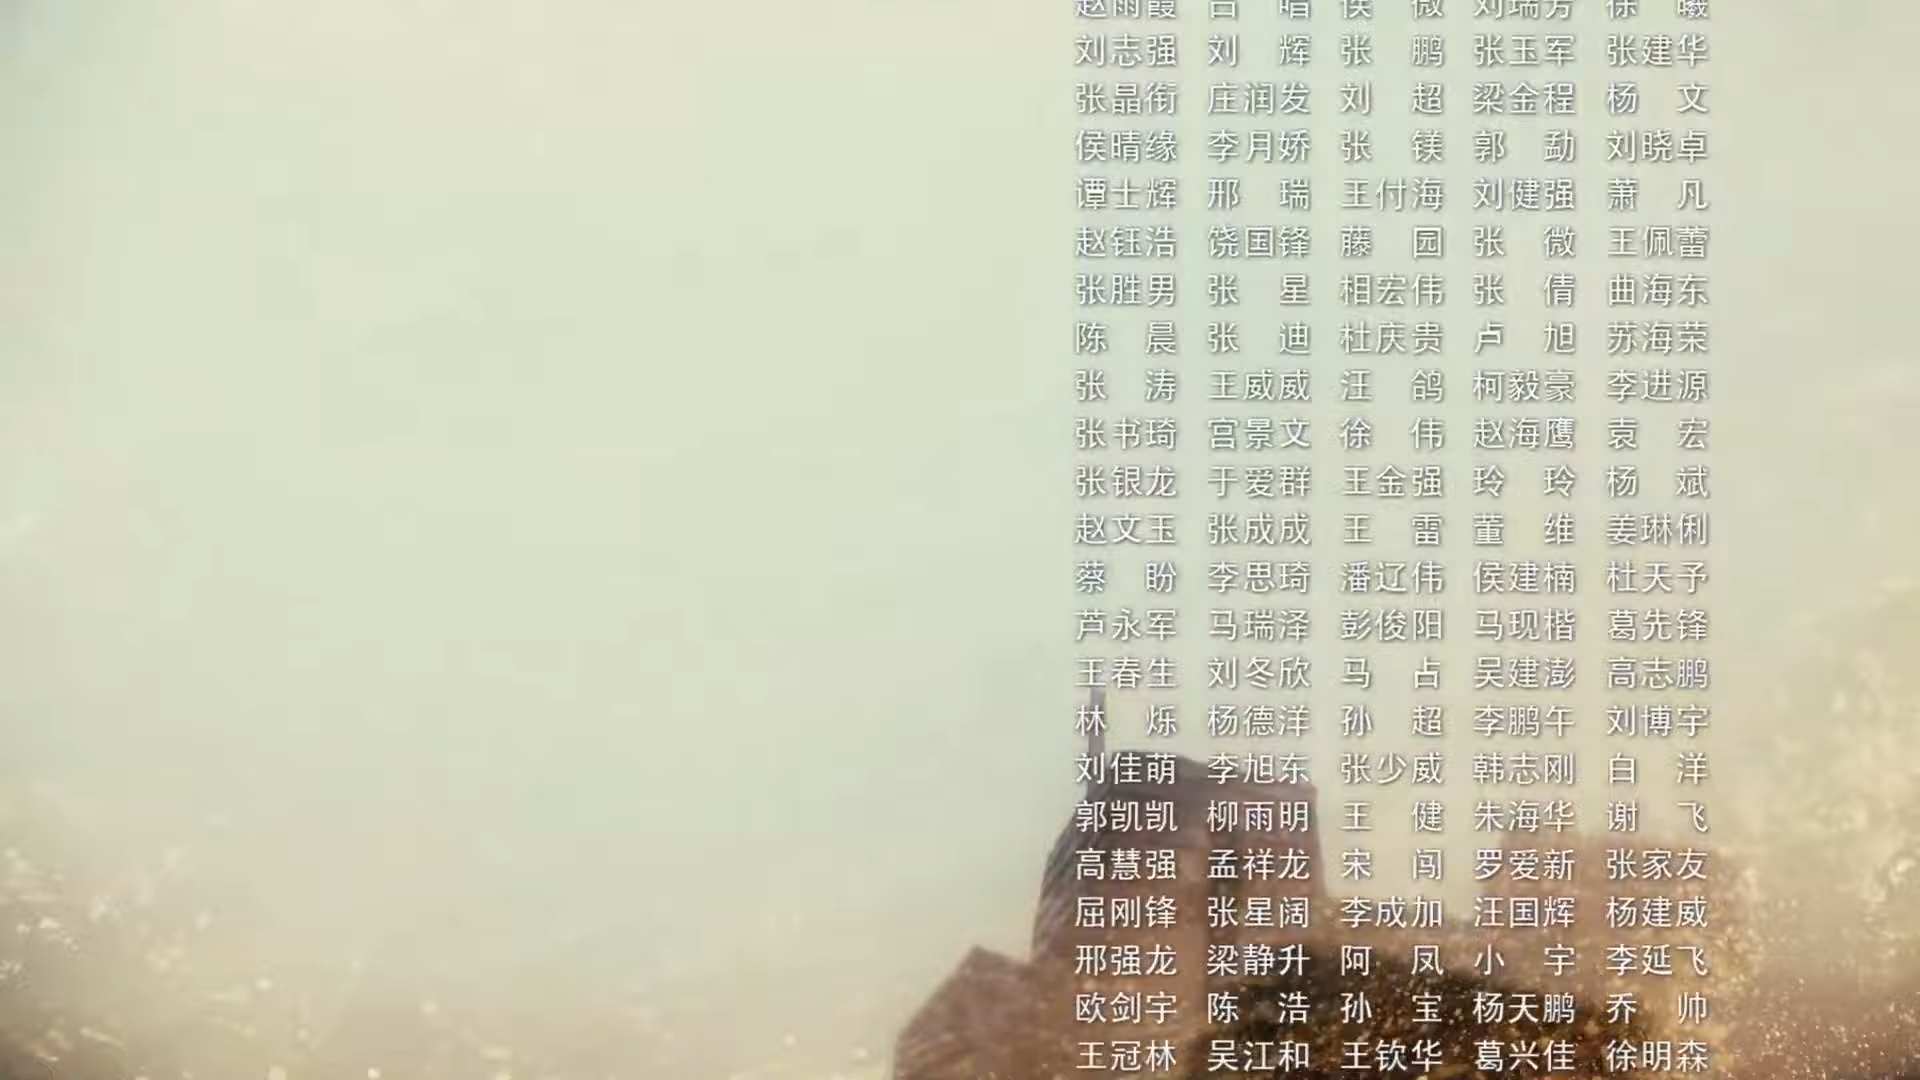 赵雨霞 吕　唱 侯　微 刘瑞芳 徐　曦
刘志强 刘　辉 张　鹏 张玉军 张建华
张晶衔 庄润发 刘　超 梁金程 杨　文
侯晴缘 李月娇 张　镁 郭　勐 刘晓卓
谭士辉 邢　瑞 王付海 刘健强 萧　凡
赵钰浩 饶国锋 藤　园 张　微 王佩蕾
张胜男 张　星 相宏伟 张　倩 曲海东
陈　晨 张　迪 杜庆贵 卢　旭 苏海荣
张　涛 王威威 汪　鸽 柯毅豪 李进源
张书琦 宫景文 徐　伟 赵海鹰 袁　宏
张银龙 于爱群 王金强 玲　玲 杨　斌
赵文玉 张成成 王　雷 董　维 姜琳俐
蔡　盼 李思琦 潘辽伟 侯建楠 杜天予
芦永军 马瑞泽 彭俊阳 马现楷 葛先锋
王春生 刘冬欣 马　占 吴建澎 高志鹏
林　烁 杨德洋 孙　超 李鹏午 刘博宇
刘佳萌 李旭东 张少威 韩志刚 白　洋
郭凯凯 柳雨明 王　健 朱海华 谢　飞
高慧强 孟祥龙 宋　闯 罗爱新 张家友
屈刚锋 张星阔 李成加 汪国辉 杨建威
邢强龙 梁静升 阿　凤 小　宇 李延飞
欧剑宇 陈　浩 孙　宝 杨天鹏 乔　帅
王冠林 吴江和 王钦华 葛兴佳 徐明森